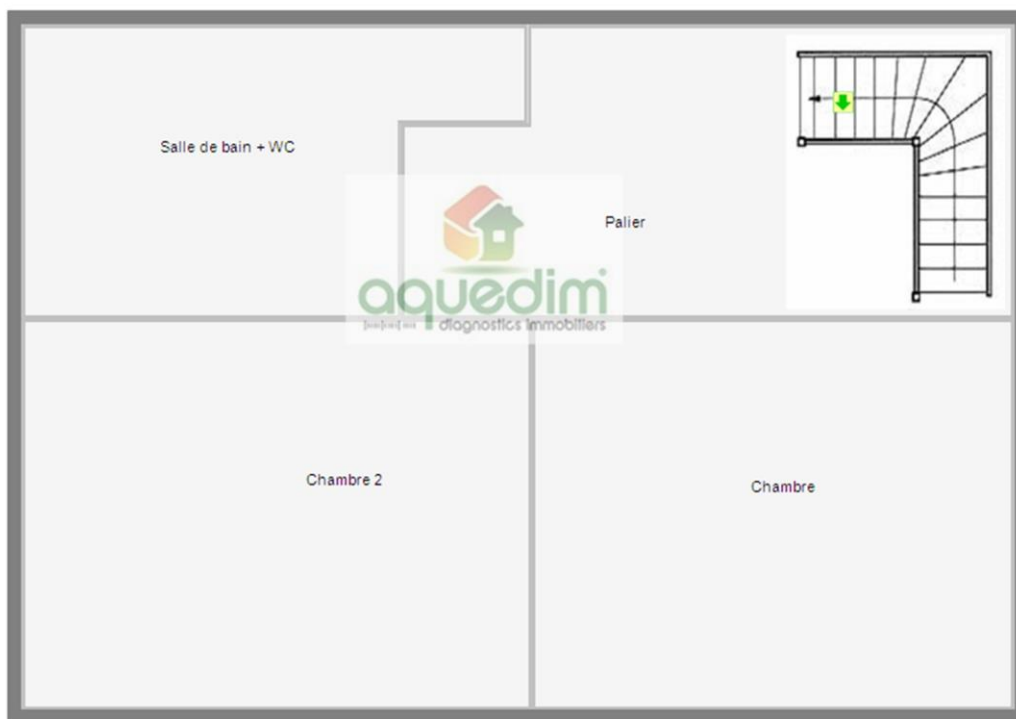 Salle de bain + WC
Palier
aquedim
diagnostics immobiliers
Chambre 2
Chambre